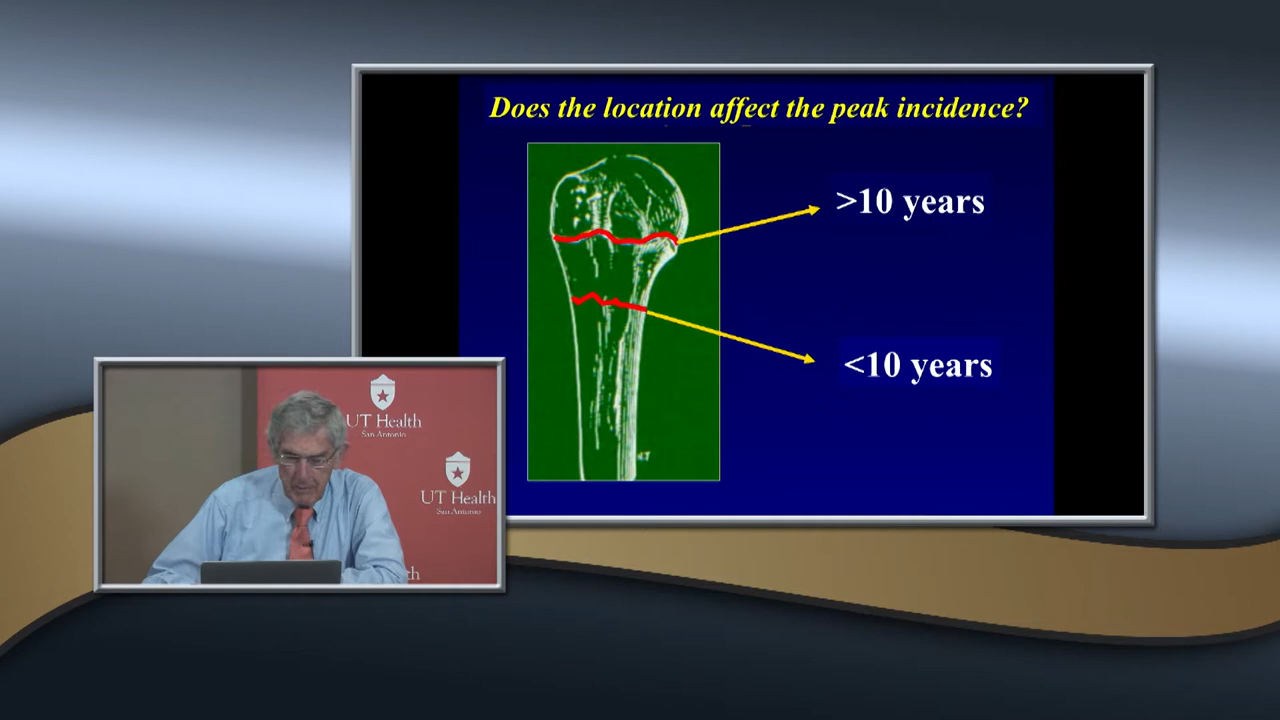 Does the location affect the peak incidence?
>10 years
<10 years
UT Health
San Antonio
UT Health
San Antonio